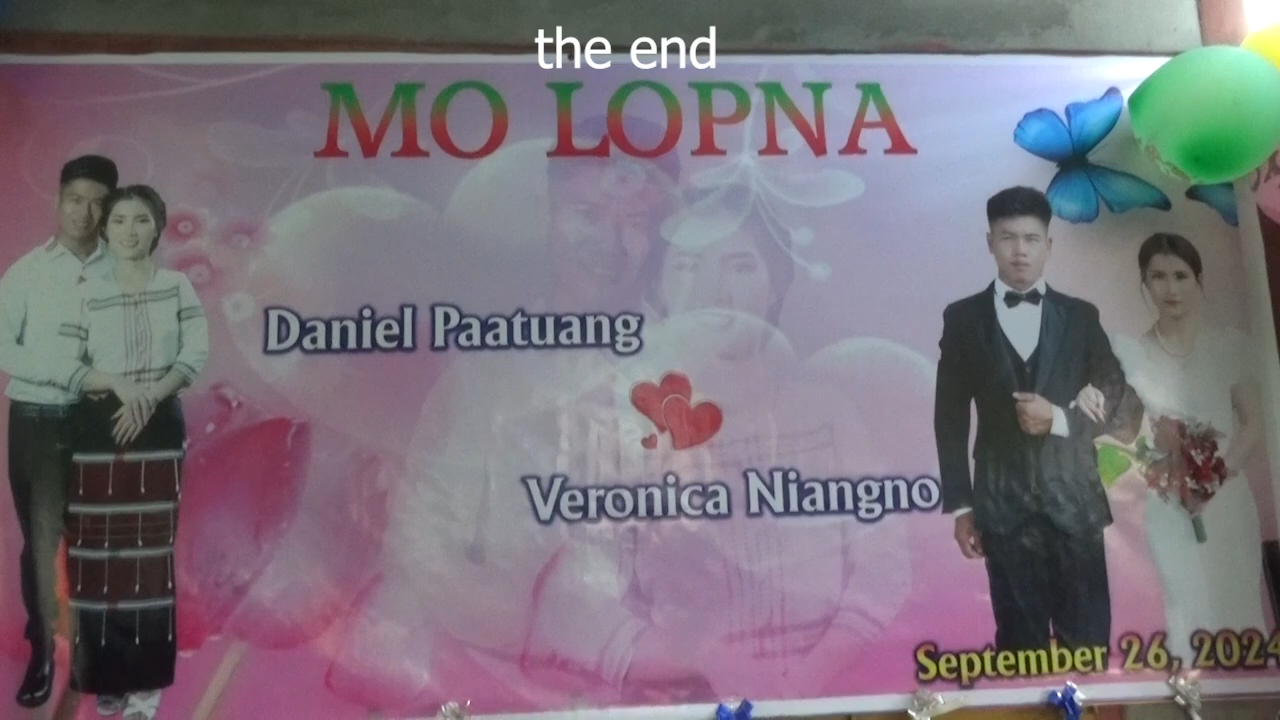 the end
MO LOPNA
Daniel Paatuang
Veronica Niangno
September 26, 2024